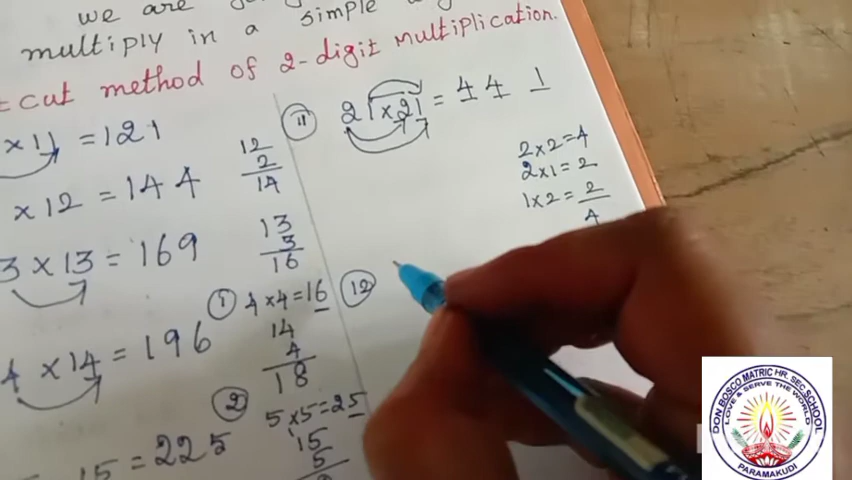 we are
multiply in a simple
cut method of 2-digit multiplication.
× 11 = 121
× 12 = 144
12
2
14
3 × 13 = 169
13
3
16
① 4×4=16
4 × 14 = 196
14
4
18
② 5×5=25
15 = 225
15
5
⑪ 21×21 = 44 1
2×2=4
2×1=2
1×2=2
4
⑫
DON BOSCO MATRIC HR. SEC SCHOOL
LOVE & SERVE THE WORLD
PARAMAKUDI